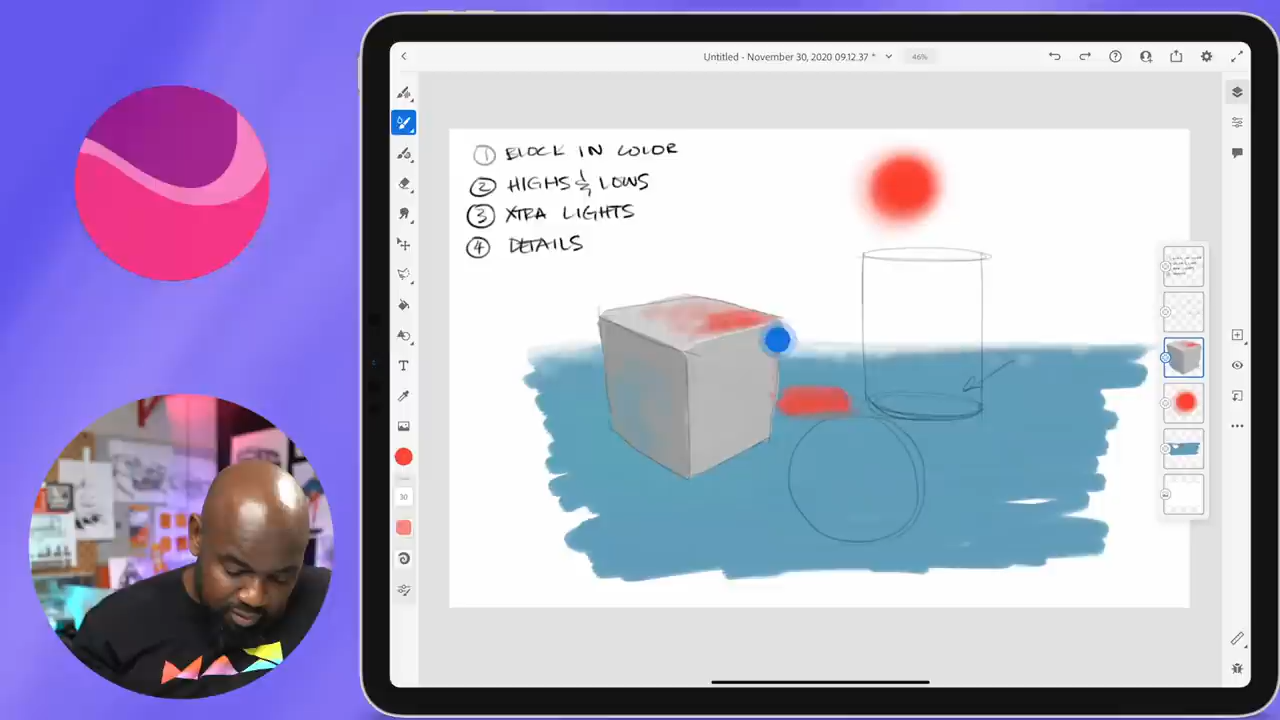 Untitled - November 30, 2020 09.12.37 *
46%
1 BLOCK IN COLOR
2 HIGHS & LOWS
3 XTRA LIGHTS
4 DETAILS
T
30